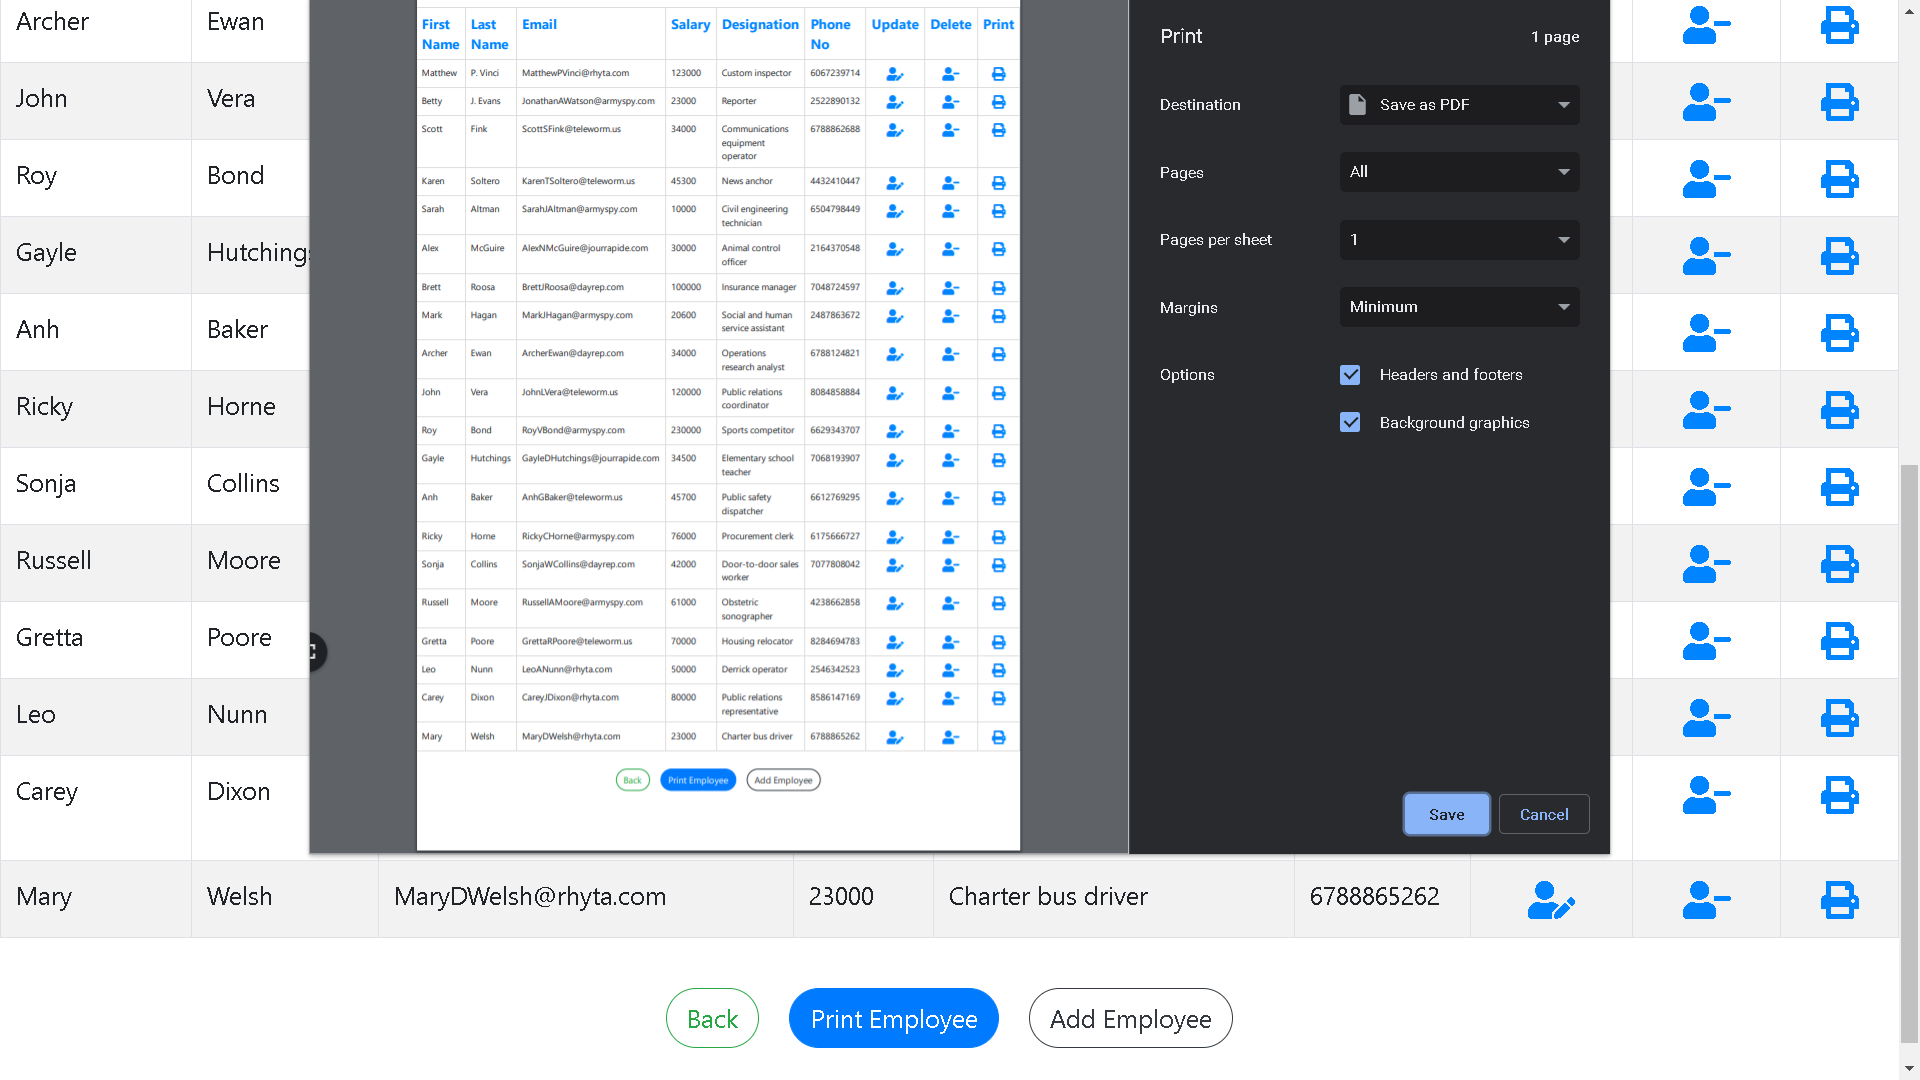 First Name Last Name Email Salary Designation Phone No Update Delete Print
Matthew P. Vinci MatthewPVinci@rhyta.com 123000 Custom inspector 6067239714
Betty J. Evans JonathanAWatson@armyspy.com 23000 Reporter 2522890132
Scott Fink ScottSFink@teleworm.us 34000 Communications equipment operator 6788862688
Karen Soltero KarenTSoltero@teleworm.us 45300 News anchor 4432410447
Sarah Altman SarahJAltman@armyspy.com 10000 Civil engineering technician 6504798449
Alex McGuire AlexNMcGuire@jourrapide.com 30000 Animal control officer 2164370548
Brett Roosa BrettJRoosa@dayrep.com 100000 Insurance manager 7048724597
Mark Hagan MarkJHagan@armyspy.com 20600 Social and human service assistant 2487863672
Archer Ewan ArcherEwan@dayrep.com 34000 Operations research analyst 6788124821
John Vera JohnLVera@teleworm.us 120000 Public relations coordinator 8084858884
Roy Bond RoyVBond@armyspy.com 230000 Sports competitor 6629343707
Gayle Hutchings GayleDHutchings@jourrapide.com 34500 Elementary school teacher 7068193907
Anh Baker AnhGBaker@teleworm.us 45700 Public safety dispatcher 6612769295
Ricky Horne RickyCHorne@armyspy.com 76000 Procurement clerk 6175666727
Sonja Collins SonjaWCollins@dayrep.com 42000 Door-to-door sales worker 7077808042
Russell Moore RussellAMoore@armyspy.com 61000 Obstetric sonographer 4238662858
Gretta Poore GrettaRPoore@teleworm.us 70000 Housing relocator 8284694783
Leo Nunn LeoANunn@rhyta.com 50000 Derrick operator 2546342523
Carey Dixon CareyJDixon@rhyta.com 80000 Public relations representative 8586147169
Mary Welsh MaryDWelsh@rhyta.com 23000 Charter bus driver 6788865262
Back Print Employee Add Employee
Print 1 page
Destination Save as PDF
Pages All
Pages per sheet 1
Margins Minimum
Options Headers and footers
Background graphics
Save Cancel
Archer Ewan
John Vera
Roy Bond
Gayle Hutchings
Anh Baker
Ricky Horne
Sonja Collins
Russell Moore
Gretta Poore
Leo Nunn
Carey Dixon
Mary Welsh MaryDWelsh@rhyta.com 23000 Charter bus driver 6788865262
Back Print Employee Add Employee